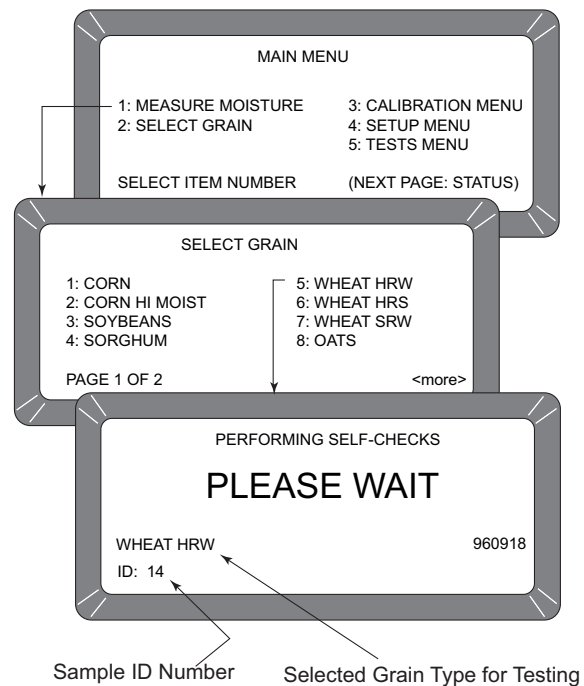 MAIN MENU
1: MEASURE MOISTURE
2: SELECT GRAIN
3: CALIBRATION MENU
4: SETUP MENU
5: TESTS MENU
SELECT ITEM NUMBER (NEXT PAGE: STATUS)
SELECT GRAIN
1: CORN
2: CORN HI MOIST
3: SOYBEANS
4: SORGHUM
5: WHEAT HRW
6: WHEAT HRS
7: WHEAT SRW
8: OATS
PAGE 1 OF 2 <more>
PERFORMING SELF-CHECKS
PLEASE WAIT
WHEAT HRW 960918
ID: 14
Sample ID Number Selected Grain Type for Testing